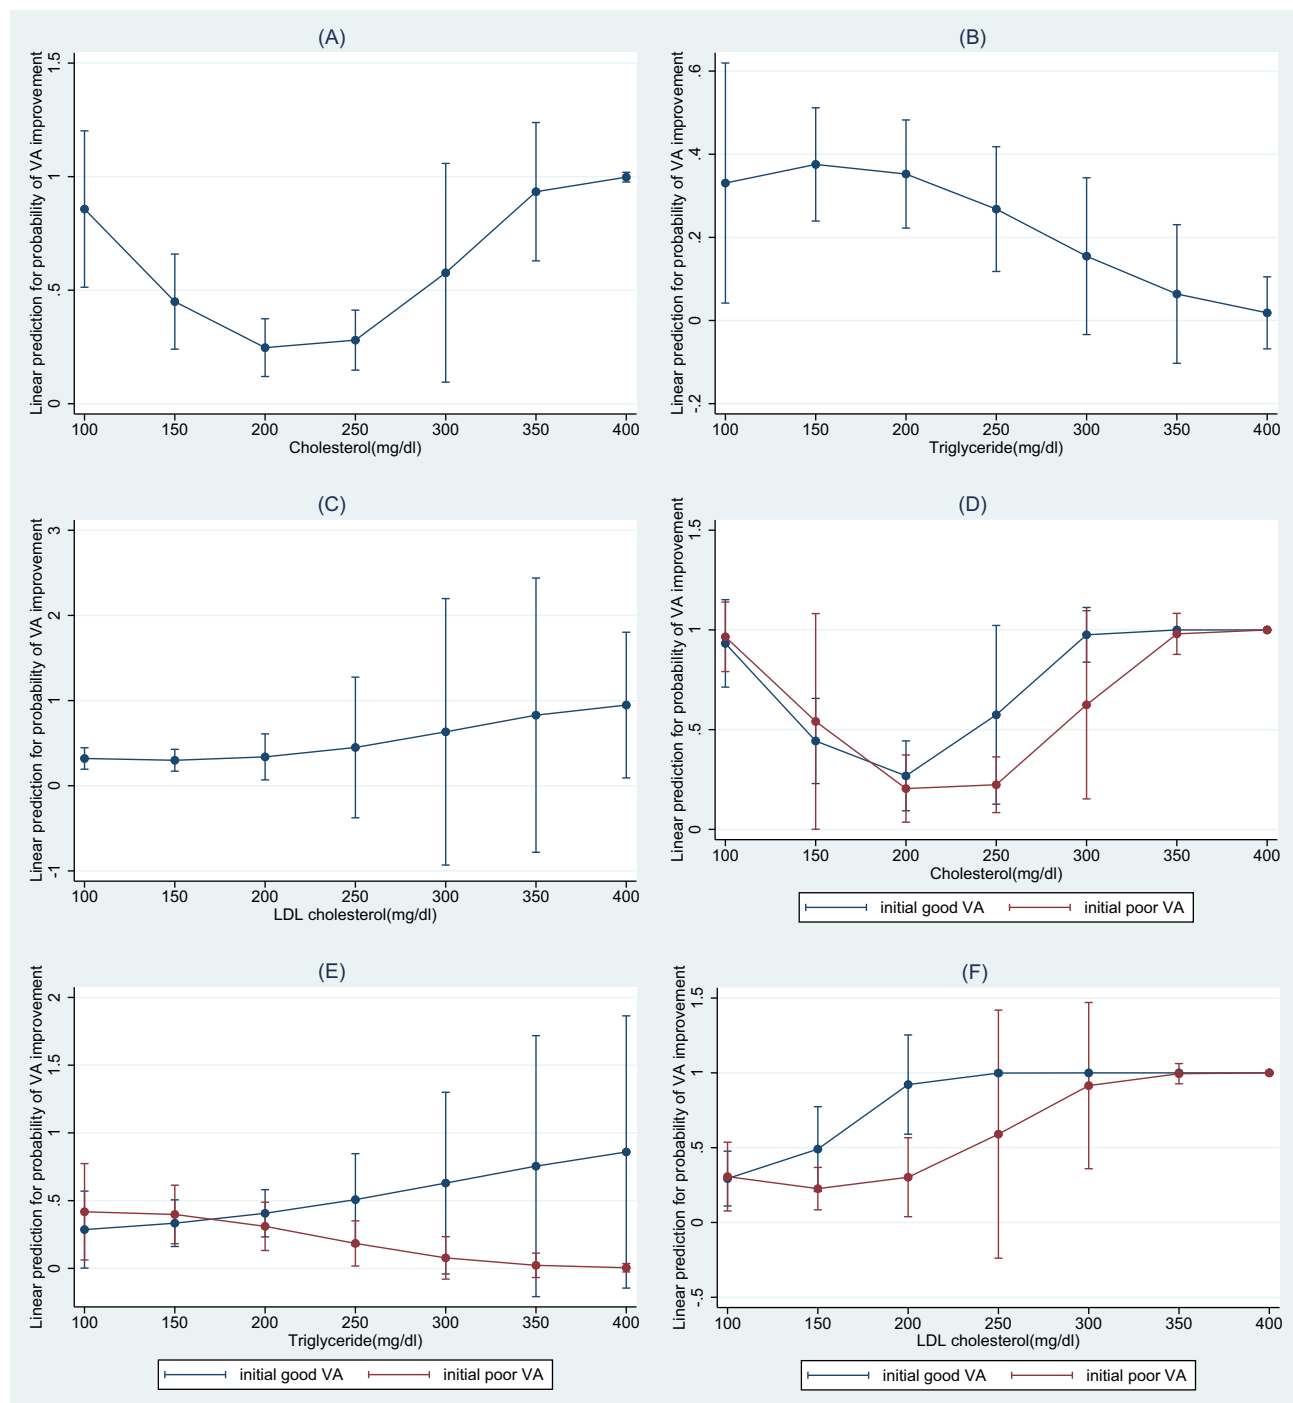 (A)
Linear prediction for probability of VA improvement
1.5
1
.5
0
100 150 200 250 300 350 400
Cholesterol(mg/dl)
(B)
Linear prediction for probability of VA improvement
.6
.4
.2
0
-.2
100 150 200 250 300 350 400
Triglyceride(mg/dl)
(C)
Linear prediction for probability of VA improvement
3
2
1
0
-1
100 150 200 250 300 350 400
LDL cholesterol(mg/dl)
(D)
Linear prediction for probability of VA improvement
1.5
1
.5
0
100 150 200 250 300 350 400
Cholesterol(mg/dl)
initial good VA initial poor VA
(E)
Linear prediction for probability of VA improvement
2
1.5
1
.5
0
100 150 200 250 300 350 400
Triglyceride(mg/dl)
initial good VA initial poor VA
(F)
Linear prediction for probability of VA improvement
1.5
1
.5
0
-.5
100 150 200 250 300 350 400
LDL cholesterol(mg/dl)
initial good VA initial poor VA